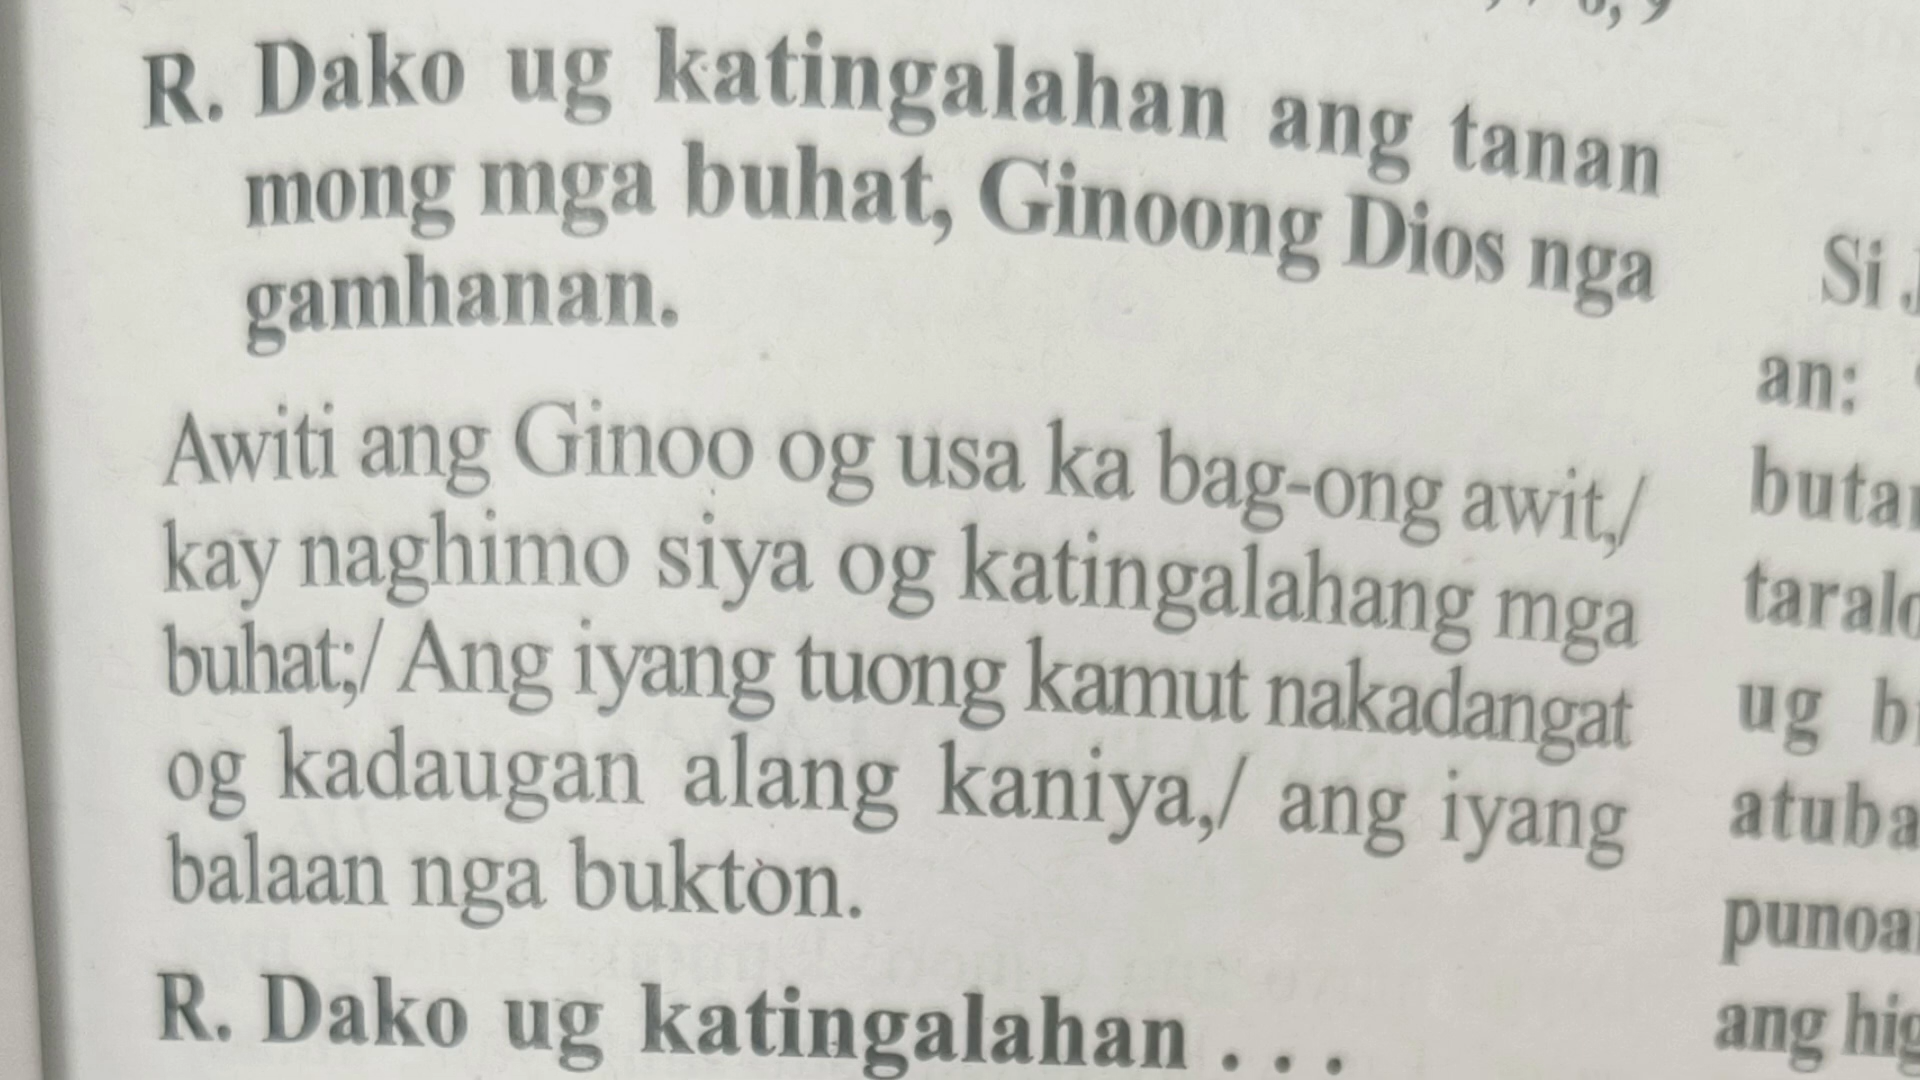 R. Dako ug katingalahan ang tanan
mong mga buhat, Ginoong Dios nga
gamhanan.
Awiti ang Ginoo og usa ka bag-ong awit,/
kay naghimo siya og katingalahang mga
buhat;/ Ang iyang tuong kamut nakadangat
og kadaugan alang kaniya,/ ang iyang
balaan nga bukton.
R. Dako ug katingalahan . . .
Si
an:
ug
ang